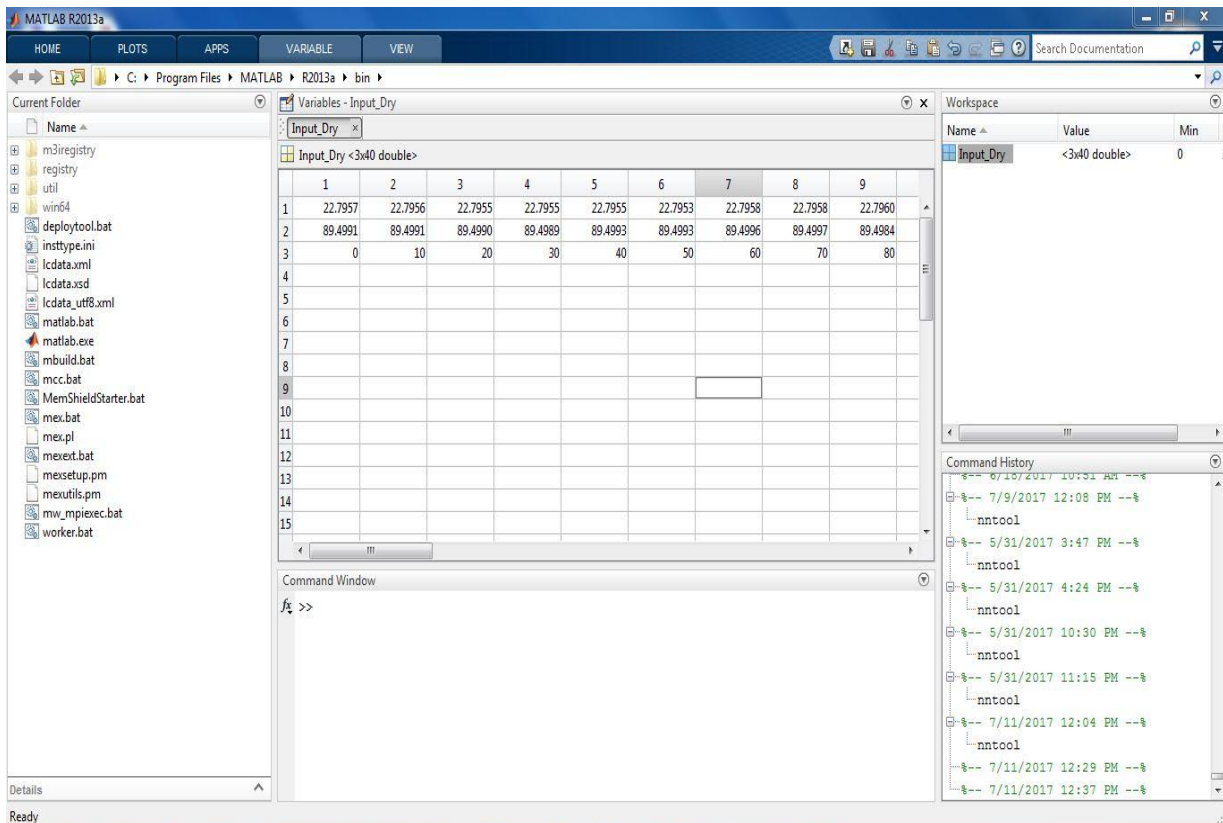 MATLAB R2013a
HOME PLOTS APPS VARIABLE VIEW Search Documentation
C: Program Files MATLAB R2013a bin
Current Folder
Name
m3iregistry
registry
util
win64
deploytool.bat
insttype.ini
lcdata.xml
lcdata.xsd
lcdata_utf8.xml
matlab.bat
matlab.exe
mbuild.bat
mcc.bat
MemShieldStarter.bat
mex.bat
mex.pl
mexext.bat
mexsetup.pm
mexutils.pm
mw_mpiexec.bat
worker.bat
Details
Ready
Variables - Input_Dry
Input_Dry
Input_Dry <3x40 double>
1 2 3 4 5 6 7 8 9
1 22.7957 22.7956 22.7955 22.7955 22.7955 22.7953 22.7958 22.7958 22.7960
2 89.4991 89.4991 89.4990 89.4989 89.4993 89.4993 89.4996 89.4997 89.4984
3 0 10 20 30 40 50 60 70 80
4
5
6
7
8
9
10
11
12
13
14
15
Command Window
fx >>
Workspace
Name Value Min
Input_Dry <3x40 double> 0
Command History
%-- 6/18/2017 10:51 AM --%
%-- 7/9/2017 12:08 PM --%
nntool
%-- 5/31/2017 3:47 PM --%
nntool
%-- 5/31/2017 4:24 PM --%
nntool
%-- 5/31/2017 10:30 PM --%
nntool
%-- 5/31/2017 11:15 PM --%
nntool
%-- 7/11/2017 12:04 PM --%
nntool
%-- 7/11/2017 12:29 PM --%
%-- 7/11/2017 12:37 PM --%